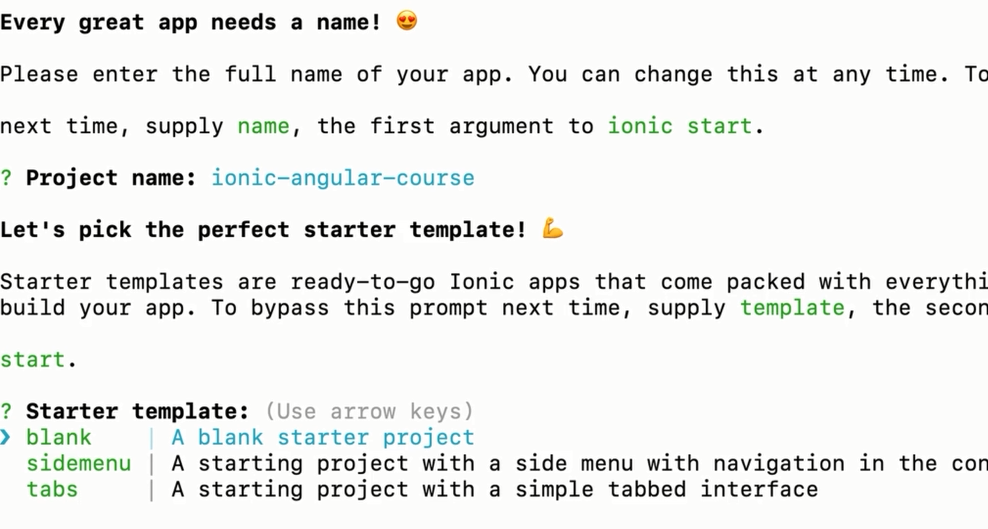 Every great app needs a name! 😍
Please enter the full name of your app. You can change this at any time. To
next time, supply name, the first argument to ionic start.
? Project name: ionic-angular-course
Let's pick the perfect starter template! 💪
Starter templates are ready-to-go Ionic apps that come packed with everythi
build your app. To bypass this prompt next time, supply template, the secon
start.
? Starter template: (Use arrow keys)
❯ blank | A blank starter project
sidemenu | A starting project with a side menu with navigation in the con
tabs | A starting project with a simple tabbed interface